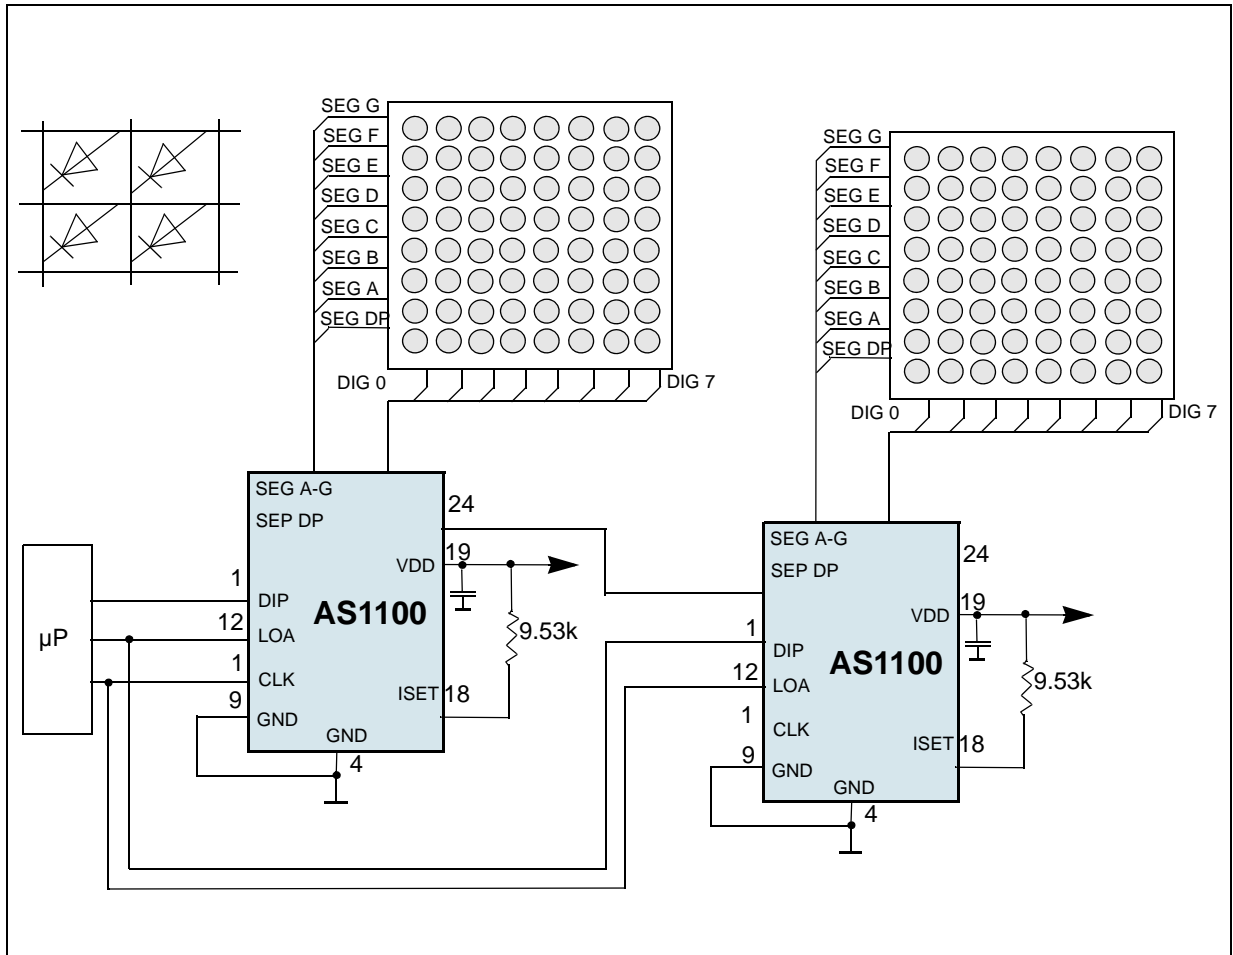 SEG G
SEG F
SEG E
SEG D
SEG C
SEG B
SEG A
SEG DP
DIG 0
DIG 7
SEG G
SEG F
SEG E
SEG D
SEG C
SEG B
SEG A
SEG DP
DIG 0
DIG 7
µP
SEG A-G
SEP DP
24
VDD
19
1
DIP
AS1100
12
LOA
9.53k
1
CLK
9
GND
ISET
18
GND
4
SEG A-G
SEP DP
24
VDD
19
1
DIP
AS1100
12
LOA
9.53k
1
CLK
9
GND
ISET
18
GND
4